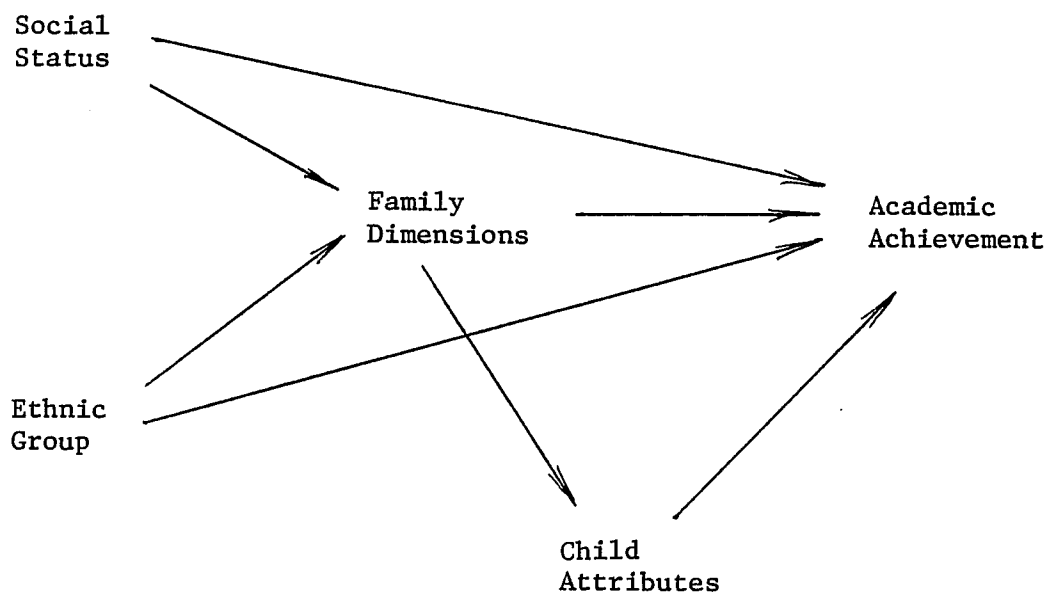 Social
Status
Family
Dimensions
Academic
Achievement
Ethnic
Group
Child
Attributes